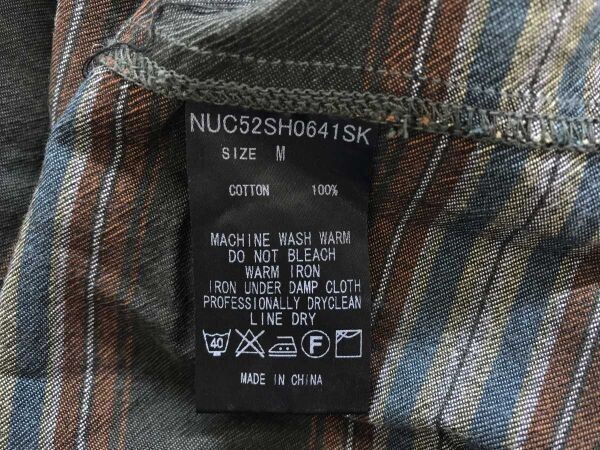 NUC52SH0641SK
SIZE M
COTTON 100%
MACHINE WASH WARM
DO NOT BLEACH
WARM IRON
IRON UNDER DAMP CLOTH
PROFESSIONALLY DRYCLEAN
LINE DRY
40 F
MADE IN CHINA